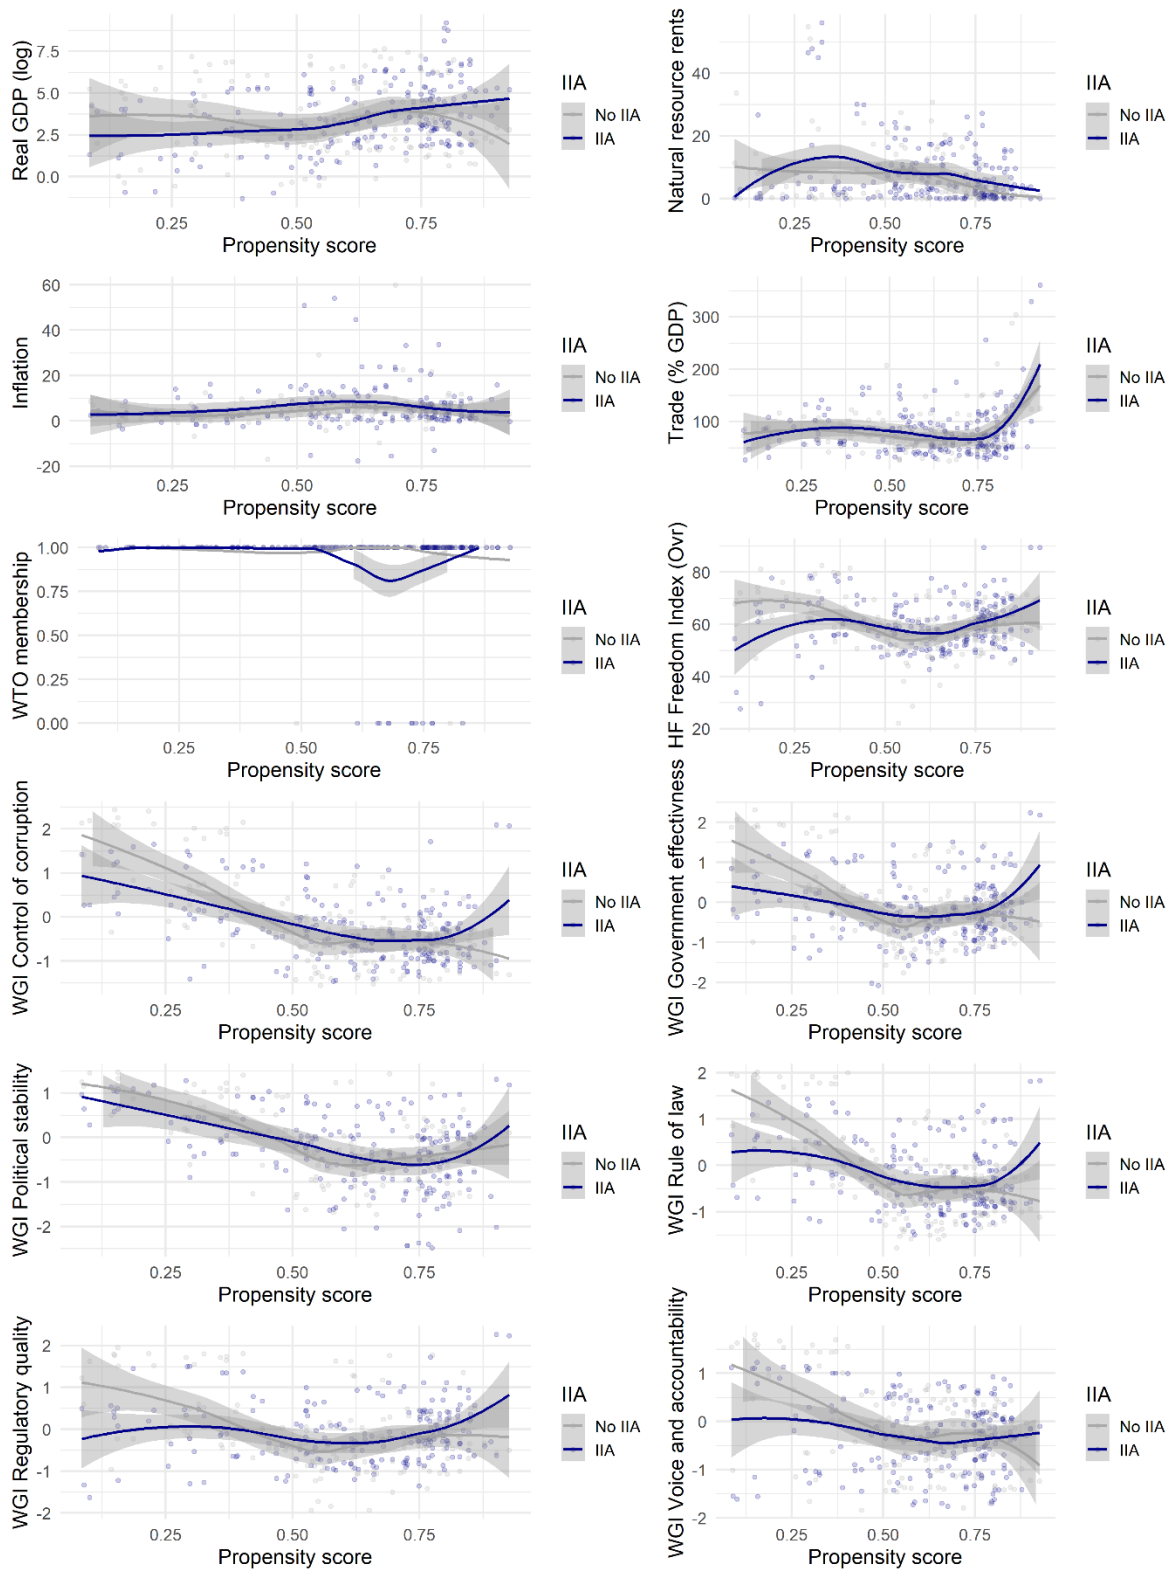 Real GDP (log)
7.5
5.0
2.5
0.0
0.25 0.50 0.75
Propensity score
IIA
No IIA
IIA
Natural resource rents
40
20
0
0.25 0.50 0.75
Propensity score
IIA
No IIA
IIA
Inflation
60
40
20
0
-20
0.25 0.50 0.75
Propensity score
IIA
No IIA
IIA
Trade (% GDP)
300
200
100
0.25 0.50 0.75
Propensity score
IIA
No IIA
IIA
WTO membership
1.00
0.75
0.50
0.25
0.00
0.25 0.50 0.75
Propensity score
IIA
No IIA
IIA
HF Freedom Index (Ovr)
80
60
40
20
0.25 0.50 0.75
Propensity score
IIA
No IIA
IIA
WGI Control of corruption
2
1
0
-1
0.25 0.50 0.75
Propensity score
IIA
No IIA
IIA
WGI Government effectivness
2
1
0
-1
-2
0.25 0.50 0.75
Propensity score
IIA
No IIA
IIA
WGI Political stability
1
0
-1
-2
0.25 0.50 0.75
Propensity score
IIA
No IIA
IIA
WGI Rule of law
2
1
0
-1
0.25 0.50 0.75
Propensity score
IIA
No IIA
IIA
WGI Regulatory quality
2
1
0
-1
-2
0.25 0.50 0.75
Propensity score
IIA
No IIA
IIA
WGI Voice and accountability
1
0
-1
-2
0.25 0.50 0.75
Propensity score
IIA
No IIA
IIA